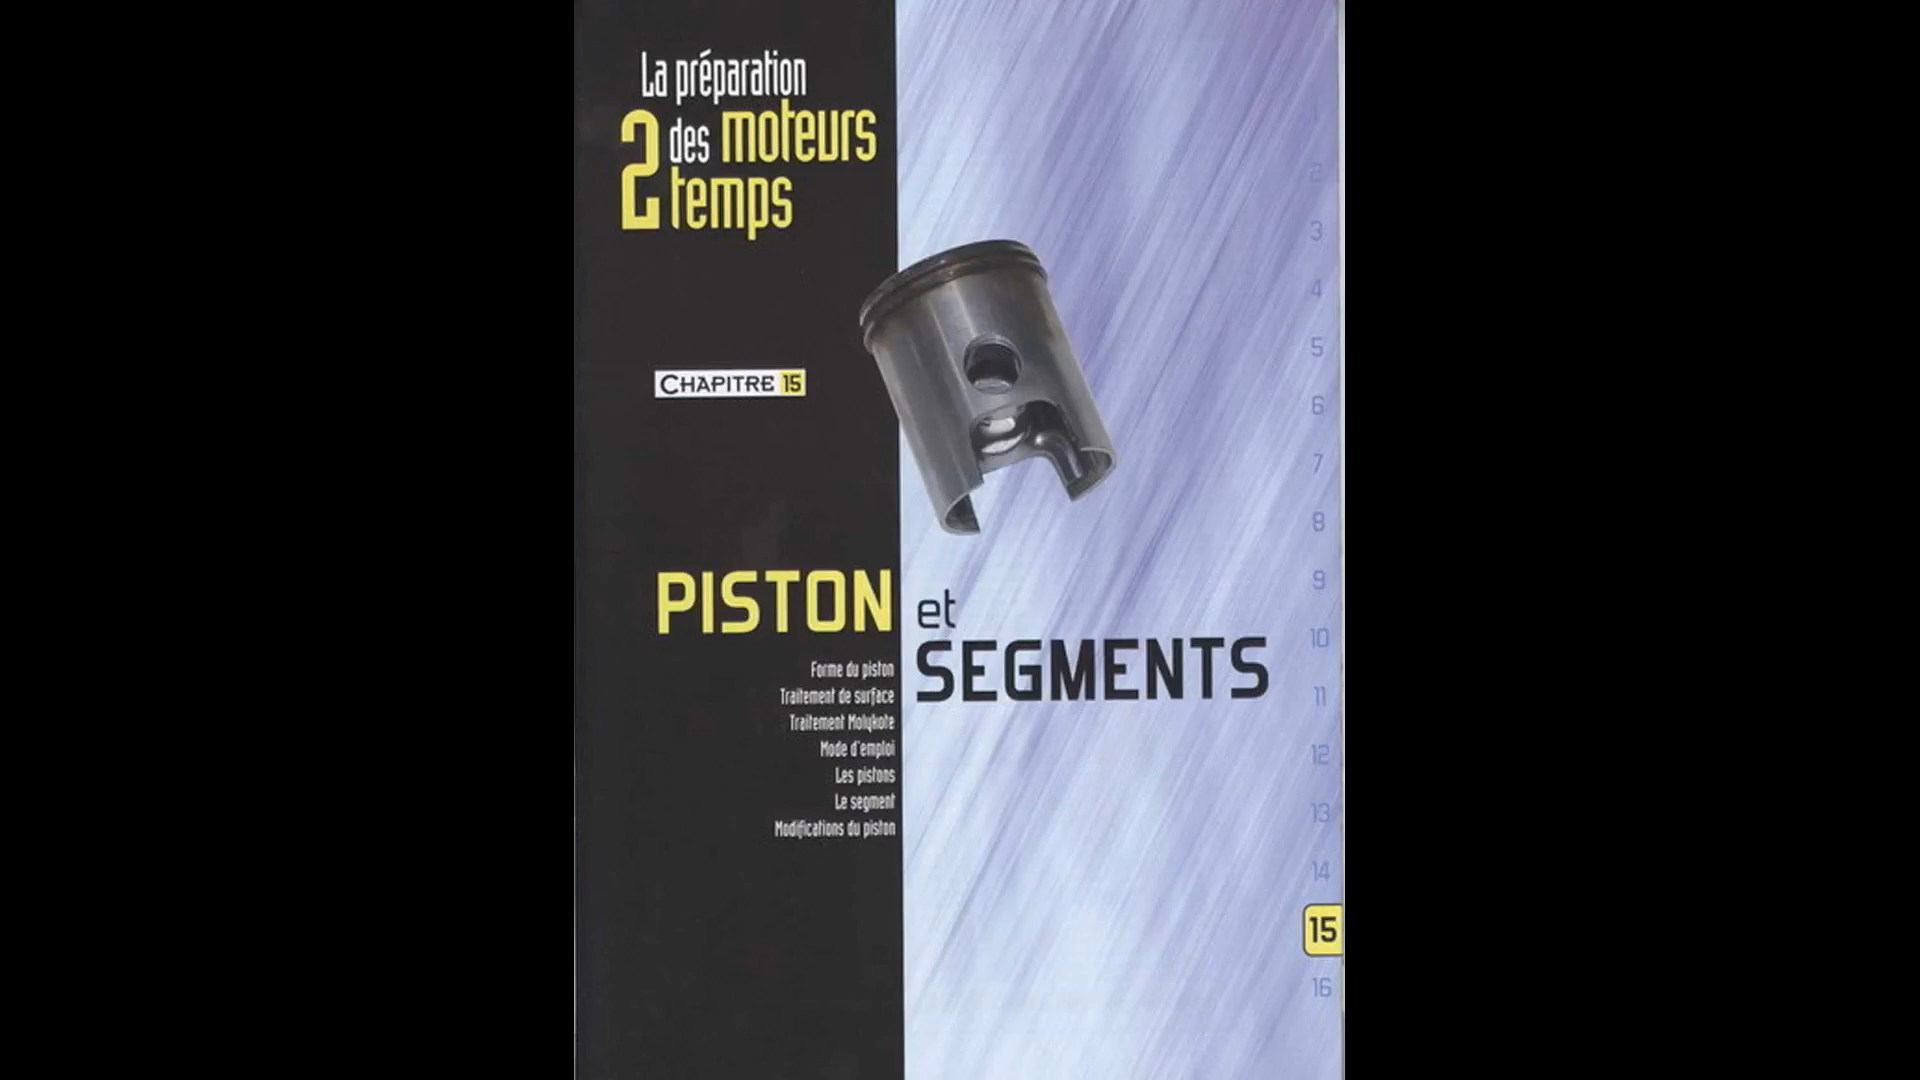 La préparation
2 des moteurs
temps
CHAPITRE 15
PISTON et
SEGMENTS
Forme du piston
Traitement de surface
Traitement Molykote
Mode d'emploi
Les pistons
Le segment
Modifications du piston
2
3
4
5
6
7
8
9
10
11
12
13
14
15
16